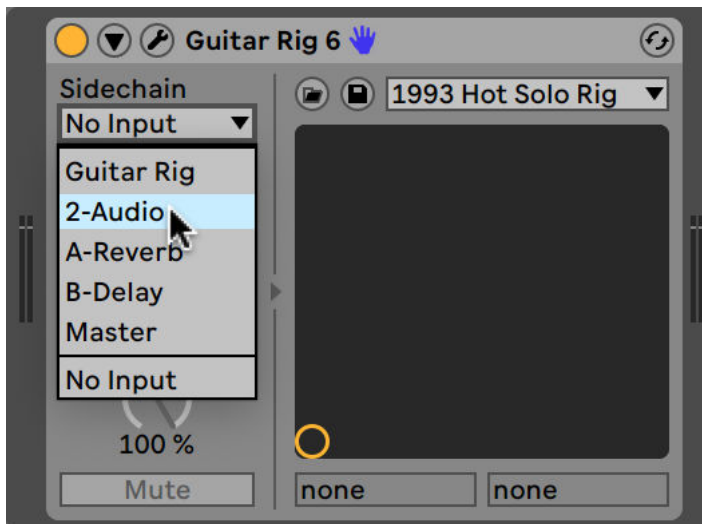 Guitar Rig 6
Sidechain
1993 Hot Solo Rig
No Input
Guitar Rig
2-Audio
A-Reverb
B-Delay
Master
No Input
100 %
Mute
none
none